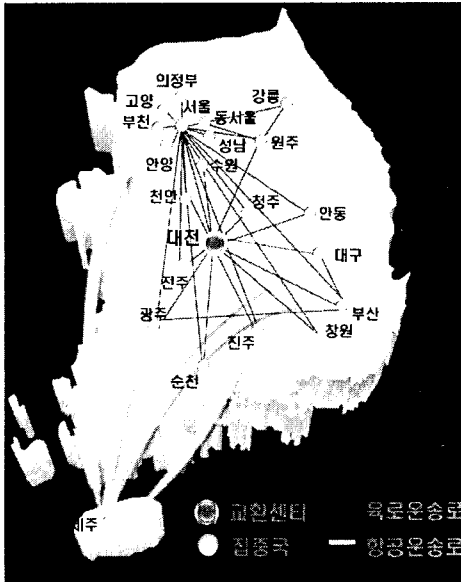 의정부
고양 서울 강릉
부천 동서울
성남 원주
안양 수원
천안 청주 안동
대전
대구
전주
광주 부산
진주 창원
순천
제주
교환센터 육로운송로
집중국 항공운송로